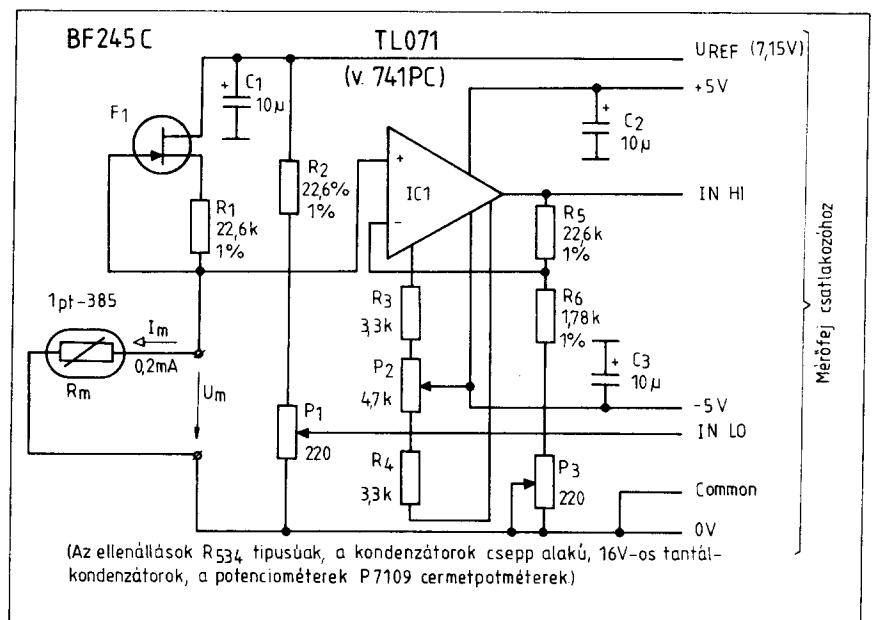 BF245C
TL071
(v. 741PC)
UREF (7,15V)
+5V
+
C1
10µ
F1
+
C2
10µ
R2
22,6%
1%
+
IC1
−
IN HI
R1
22,6k
1%
R5
22,6k
1%
1pt-385
Im
0,2mA
Rm
Um
R3
3,3k
R6
1,78k
1%
P2
4,7k
+
C3
10µ
-5V
P1
220
IN LO
R4
3,3k
P3
220
Common
0V
Mérőfej csatlakozóhoz
(Az ellenállások R534 tipusúak, a kondenzátorok csepp alakú, 16V-os tantál-
kondenzátorok, a potenciométerek P7109 cermetpotméterek.)